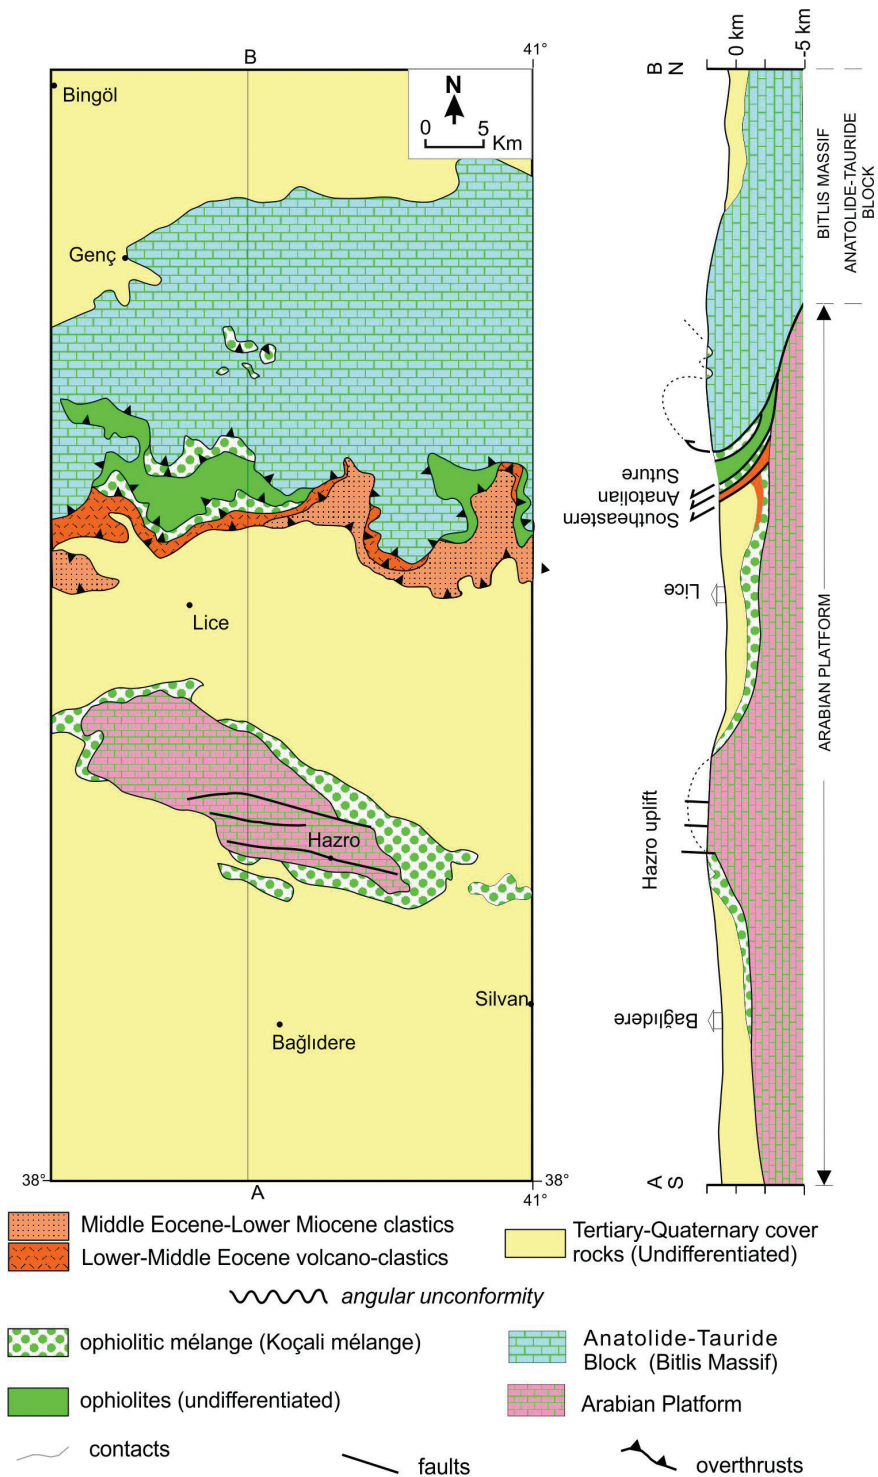 B
41°
Bingöl
N
0 5
Km
Genç
Lice
Hazro
Silvan
Bağlıdere
38°
A
38°
41°
0 km
-5 km
B
N
BITLIS MASSIF
ANATOLIDE-TAURIDE
BLOCK
Southeastern
Anatolian
Suture
Lice
ARABIAN PLATFORM
Hazro uplift
Bağlıdere
A
S
Middle Eocene-Lower Miocene clastics
Lower-Middle Eocene volcano-clastics
Tertiary-Quaternary cover
rocks (Undifferentiated)
angular unconformity
ophiolitic mélange (Koçali mélange)
Anatolide-Tauride
Block (Bitlis Massif)
ophiolites (undifferentiated)
Arabian Platform
contacts
faults
overthrusts